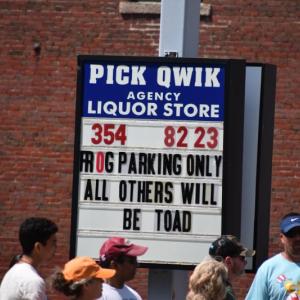 PICK QWIK
AGENCY
LIQUOR STORE
354 82 23
FROG PARKING ONLY
ALL OTHERS WILL
BE TOAD